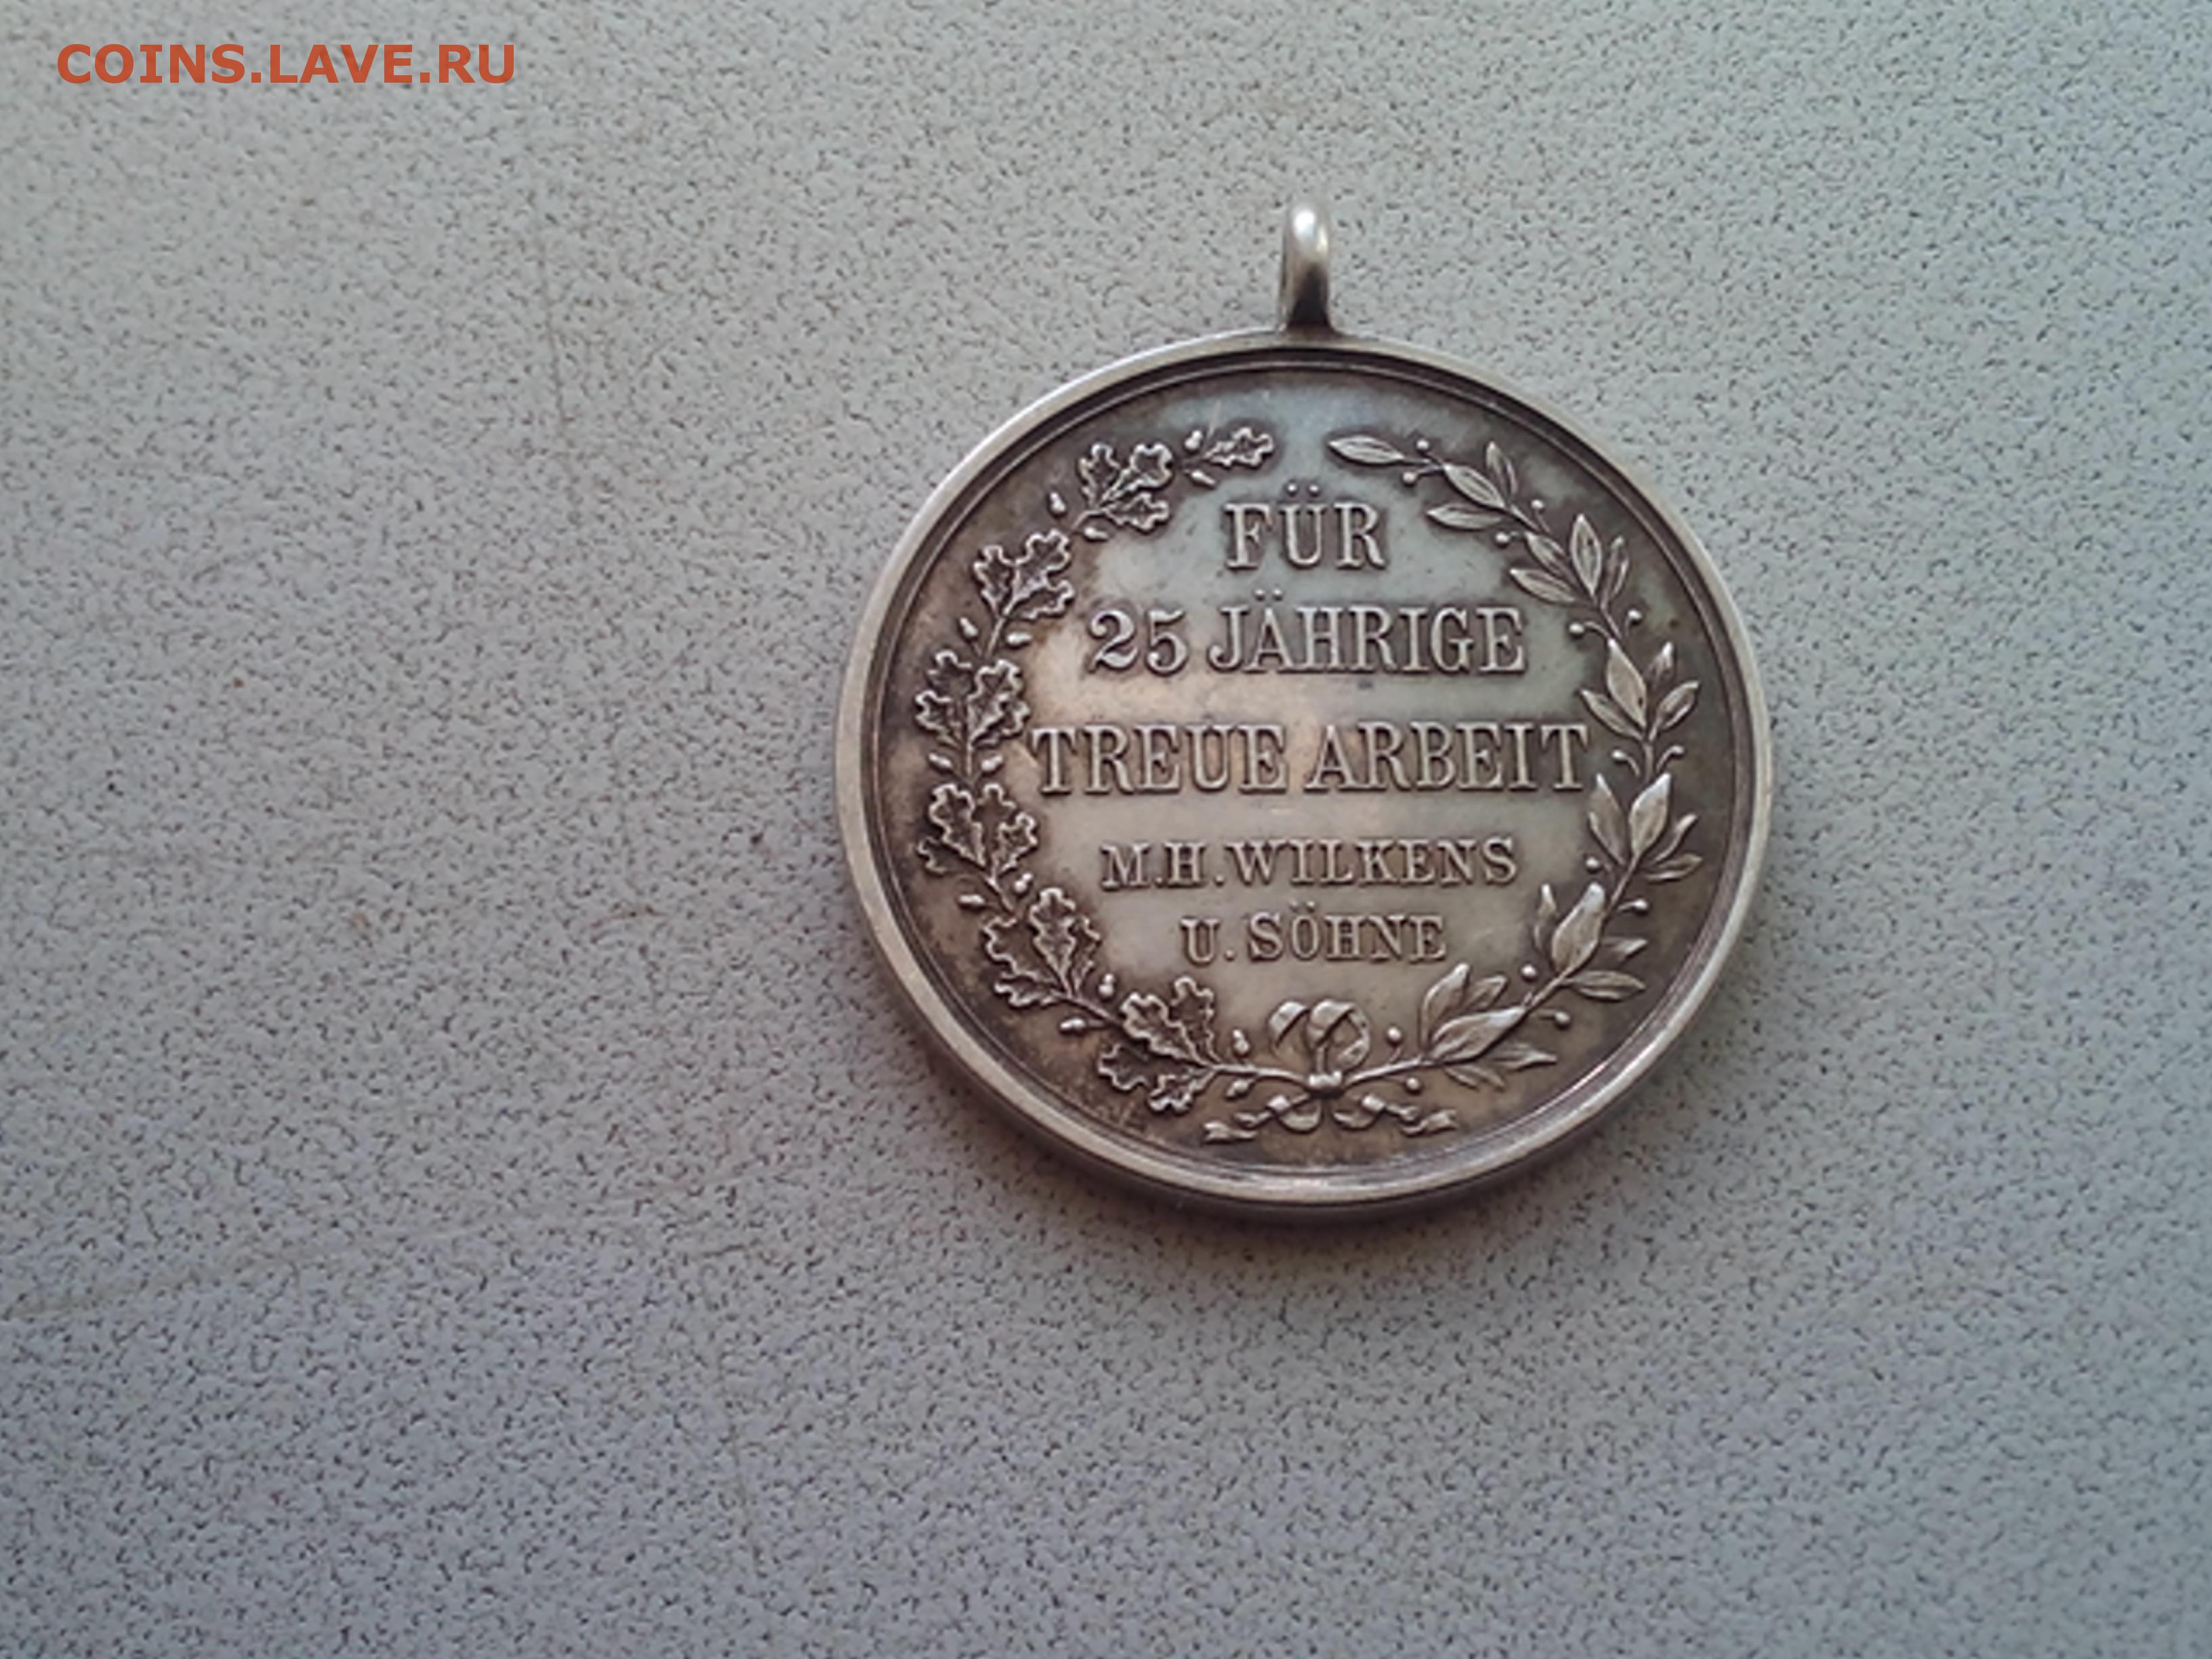 COINS.LAVE.RU
FÜR
25 JÄHRIGE
TREUE ARBEIT
M.H.WILKENS
U. SÖHNE